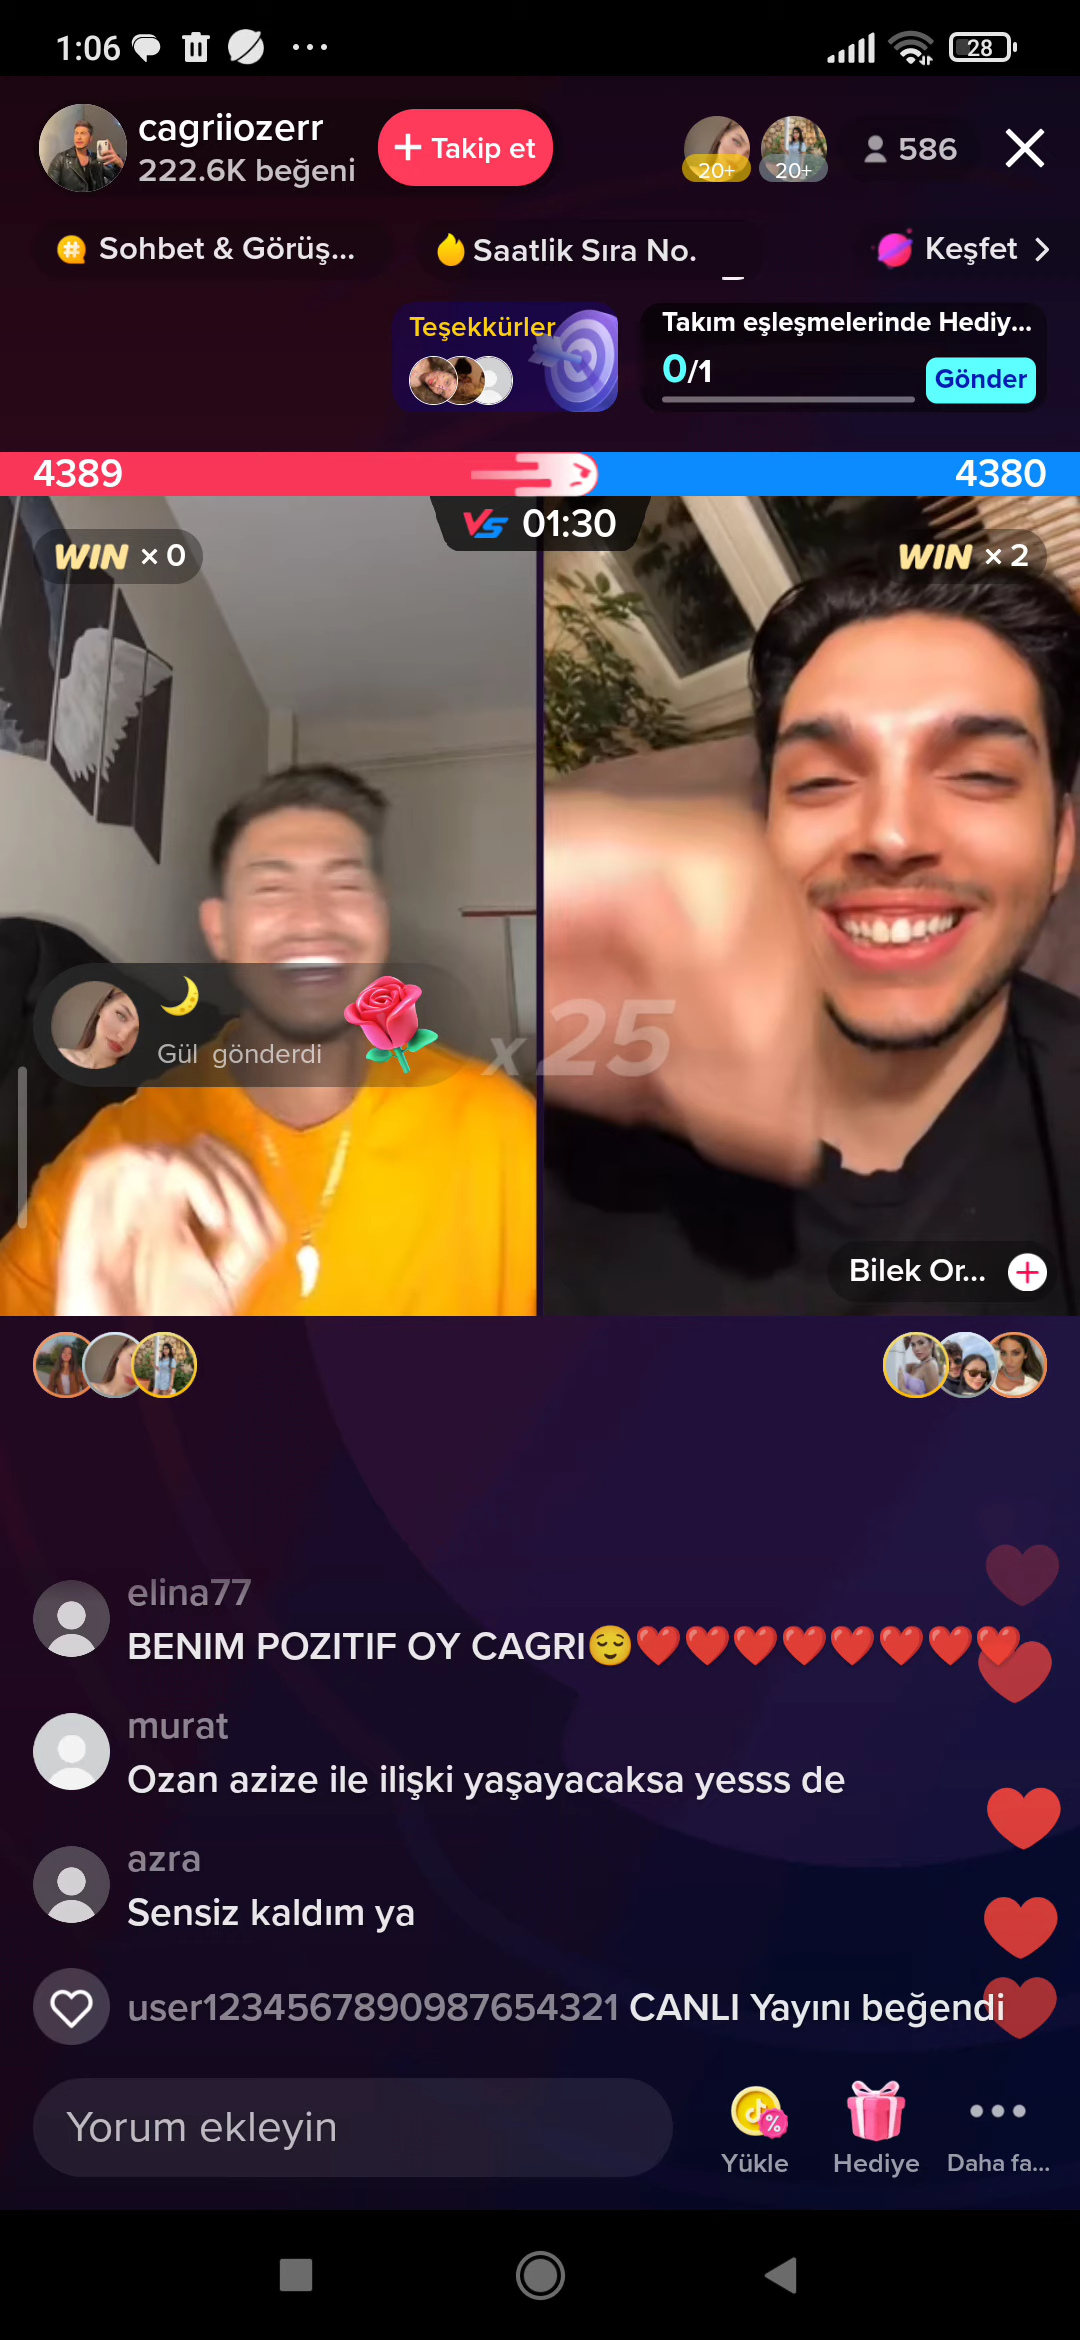 1:06
28
cagriiozerr
222.6K beğeni
+ Takip et
20+
20+
586
Sohbet & Görüş...
Saatlik Sıra No.
Keşfet
Teşekkürler
Takım eşleşmelerinde Hediy...
0/1
Gönder
4389
4380
VS 01:30
WIN × 0
WIN × 2
Gül gönderdi
x25
Bilek Or...
elina77
BENIM POZITIF OY CAGRI😌❤️❤️❤️❤️❤️❤️❤️❤️
murat
Ozan azize ile ilişki yaşayacaksa yesss de
azra
Sensiz kaldım ya
user1234567890987654321 CANLI Yayını beğendi
Yorum ekleyin
Yükle
Hediye
Daha fa...